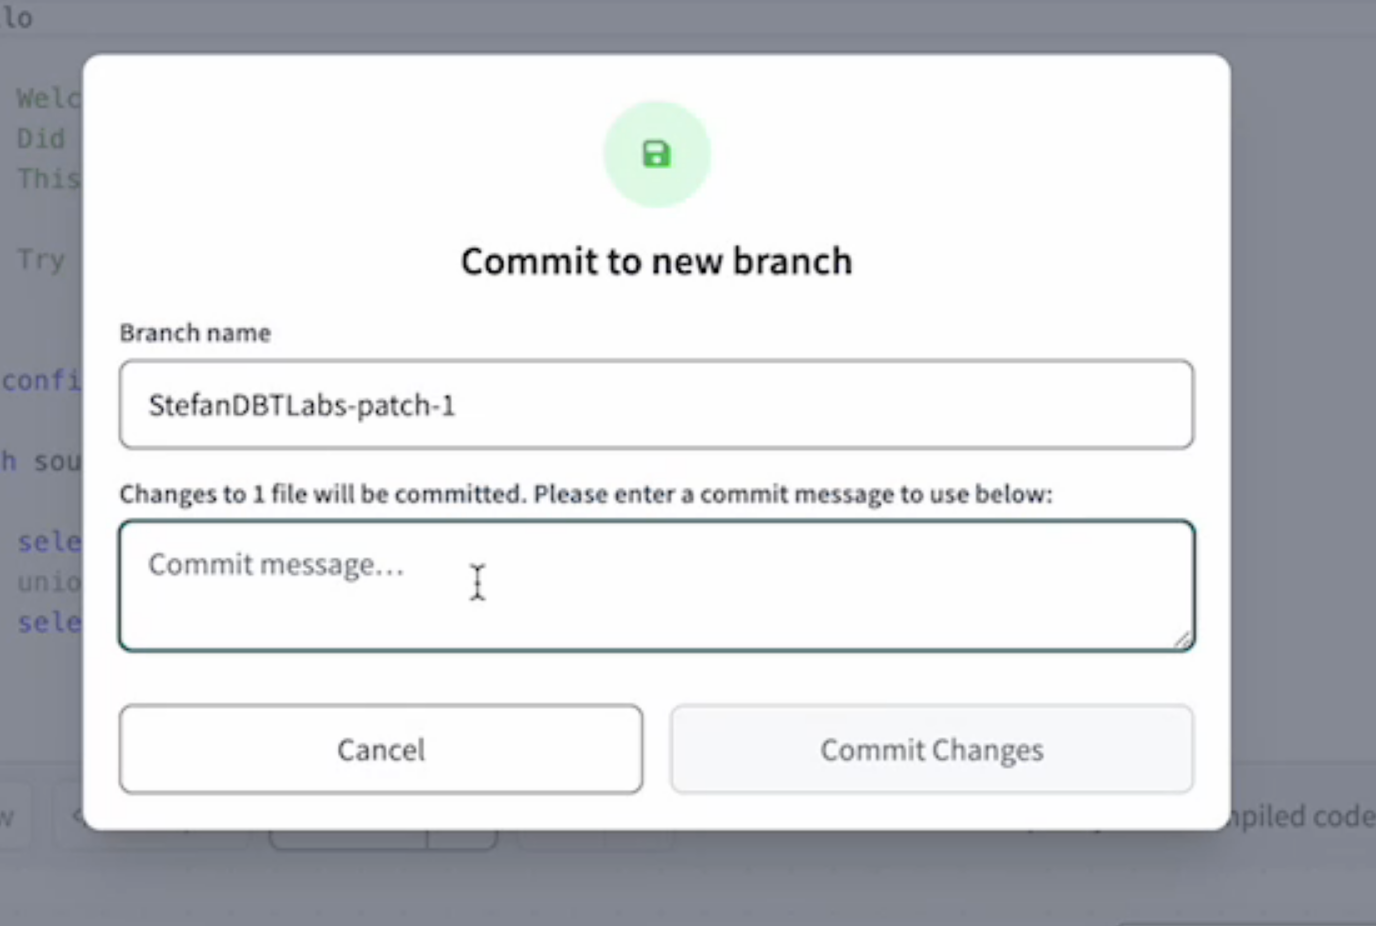 lo
Welc
Did
This
Try
confi
h sou
sele
unio
sele
Commit to new branch
Branch name
StefanDBTLabs-patch-1
Changes to 1 file will be committed. Please enter a commit message to use below:
Commit message...
Cancel
Commit Changes
w
<
npiled code